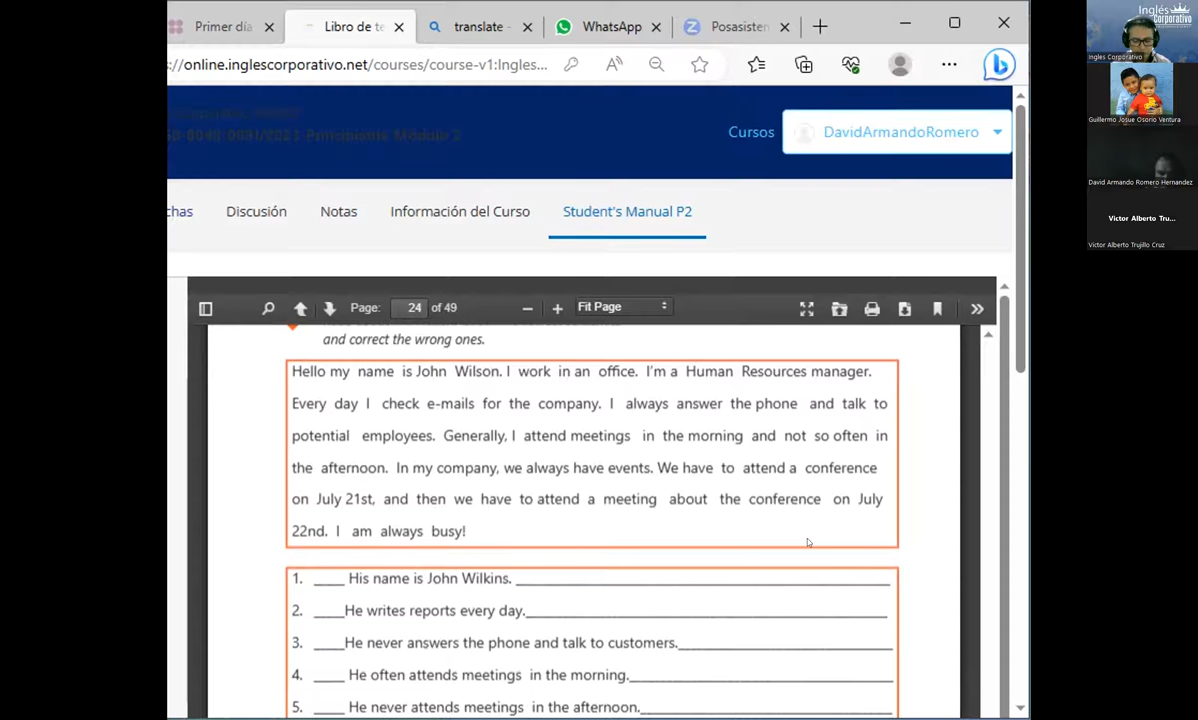 Primer día
Libro de te
translate -
WhatsApp
Posasisten
://online.inglescorporativo.net/courses/course-v1:Ingles...
Principiante Módulo 2
Cursos
DavidArmandoRomero
chas
Discusión
Notas
Información del Curso
Student's Manual P2
Page:
24
of 49
Fit Page
and correct the wrong ones.
Hello my name is John Wilson. I work in an office. I'm a Human Resources manager.
Every day I check e-mails for the company. I always answer the phone and talk to
potential employees. Generally, I attend meetings in the morning and not so often in
the afternoon. In my company, we always have events. We have to attend a conference
on July 21st, and then we have to attend a meeting about the conference on July
22nd. I am always busy!
1. ____ His name is John Wilkins. ____
2. ____He writes reports every day.____
3. ____He never answers the phone and talk to customers.____
4. ____ He often attends meetings in the morning.____
5. ____He never attends meetings in the afternoon.____
Inglés
Corporativo
Ingles Corporativo
Guillermo Josue Osorio Ventura
David Armando Romero Hernandez
Victor Alberto Tru...
Victor Alberto Trujillo Cruz